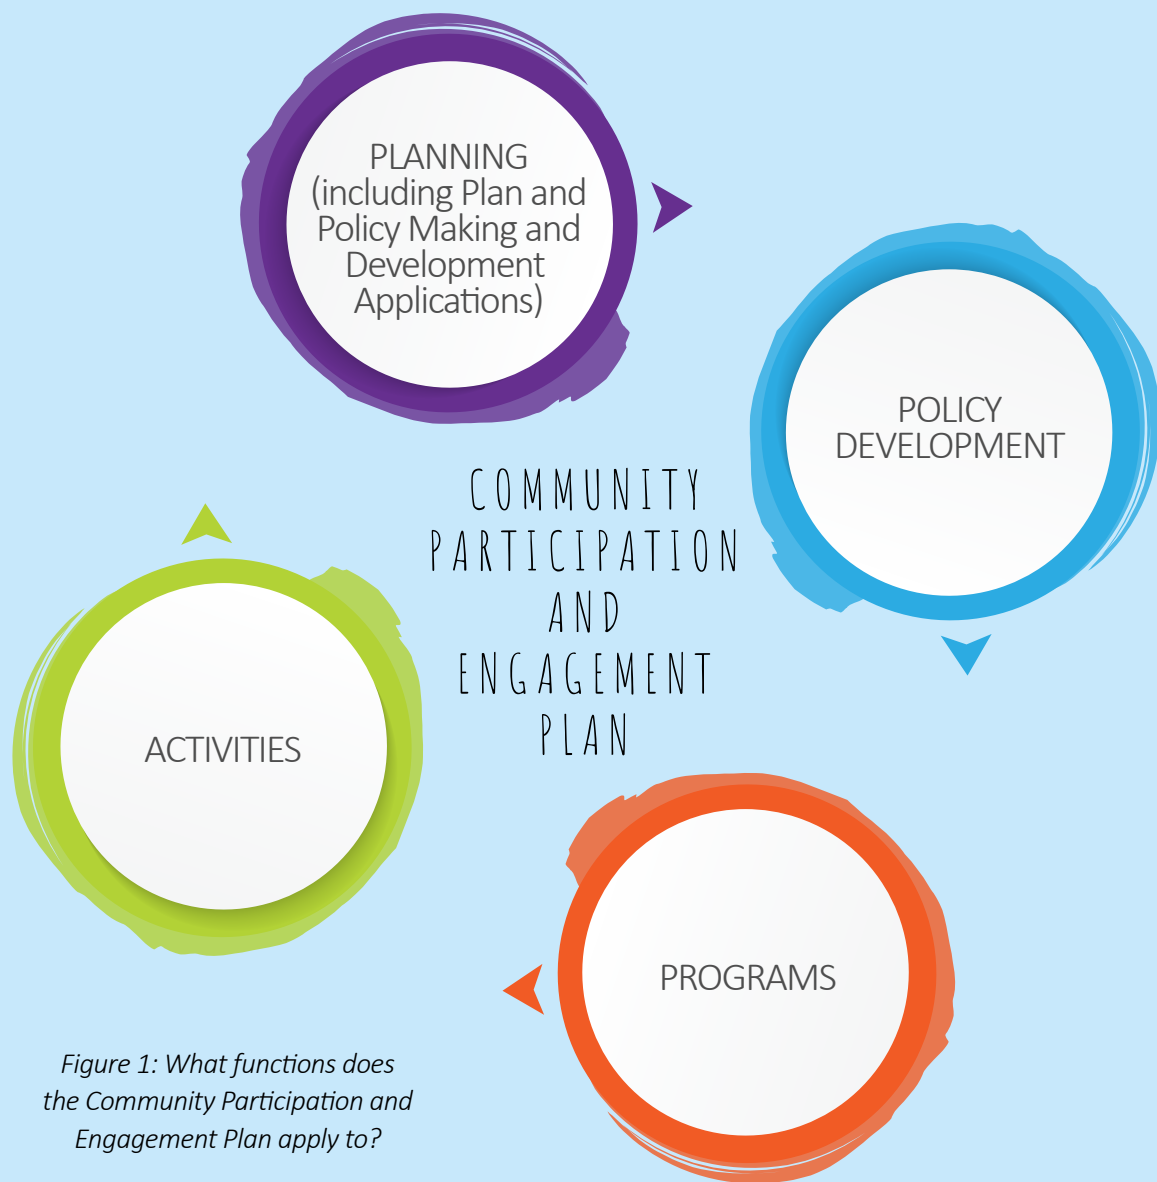 PLANNING
(including Plan and
Policy Making and
Development
Applications)
POLICY
DEVELOPMENT
COMMUNITY
PARTICIPATION
AND
ENGAGEMENT
PLAN
ACTIVITIES
PROGRAMS
Figure 1: What functions does
the Community Participation and
Engagement Plan apply to?